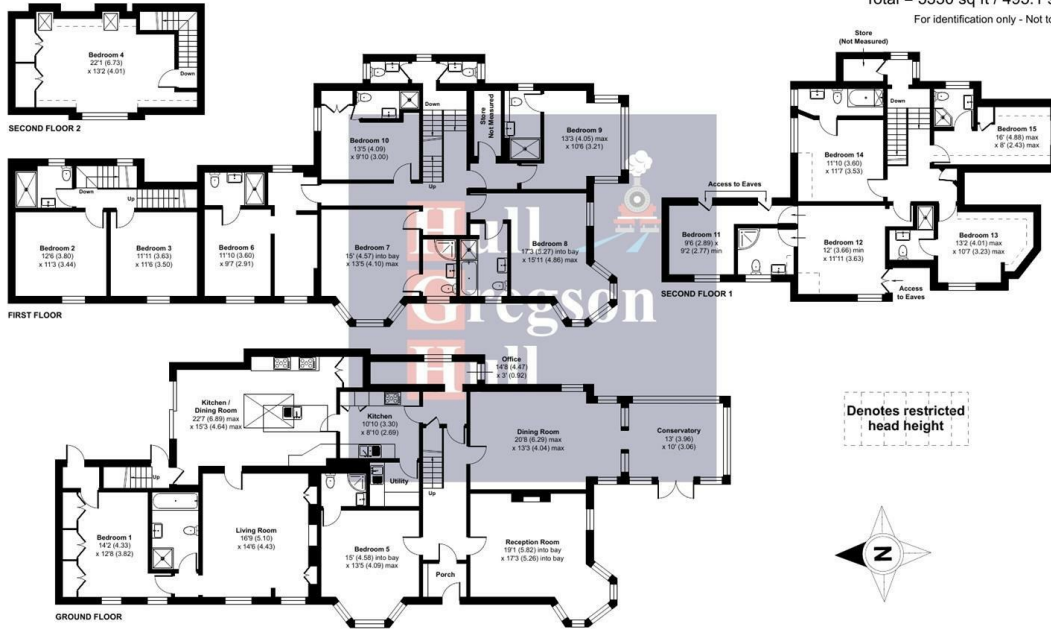 Total = 5330 sq ft / 495.1 s
For identification only - Not to
Bedroom 4
22'1 (6.73)
x 13'2 (4.01)
Down
SECOND FLOOR 2
Store
(Not Measured)
Down
Bedroom 15
16' (4.88) max
x 8' (2.43) max
Bedroom 14
11'10 (3.60)
x 11'7 (3.53)
Access to Eaves
Bedroom 11
9'6 (2.89) x
9'2 (2.77) min
Bedroom 12
12' (3.66) min
x 11'11 (3.63)
Bedroom 13
13'2 (4.01) max
x 10'7 (3.23) max
Access
to Eaves
SECOND FLOOR 1
Down
Store
Not Measured
Bedroom 10
13'5 (4.09)
x 9'10 (3.00)
Bedroom 9
13'3 (4.05) max
x 10'6 (3.21)
Up
Down
Up
Bedroom 2
12'6 (3.80)
x 11'3 (3.44)
Bedroom 3
11'11 (3.63)
x 11'6 (3.50)
Bedroom 6
11'10 (3.60)
x 9'7 (2.91)
Bedroom 7
15' (4.57) into bay
x 13'5 (4.10) max
Bedroom 8
17'3 (5.27) into bay
x 15'11 (4.86) max
FIRST FLOOR
Hull
Gregson
Hull
Office
14'8 (4.47)
x 3' (0.92)
Kitchen /
Dining Room
22'7 (6.89) max
x 15'3 (4.64) max
Kitchen
10'10 (3.30)
x 8'10 (2.69)
Dining Room
20'8 (6.29) max
x 13'3 (4.04) max
Conservatory
13' (3.96)
x 10' (3.06)
Denotes restricted
head height
Up
Utility
Up
Bedroom 1
14'2 (4.33)
x 12'8 (3.82)
Living Room
16'9 (5.10)
x 14'6 (4.43)
Bedroom 5
15' (4.58) into bay
x 13'5 (4.09) max
Reception Room
19'1 (5.82) into bay
x 17'3 (5.26) into bay
Porch
N
GROUND FLOOR